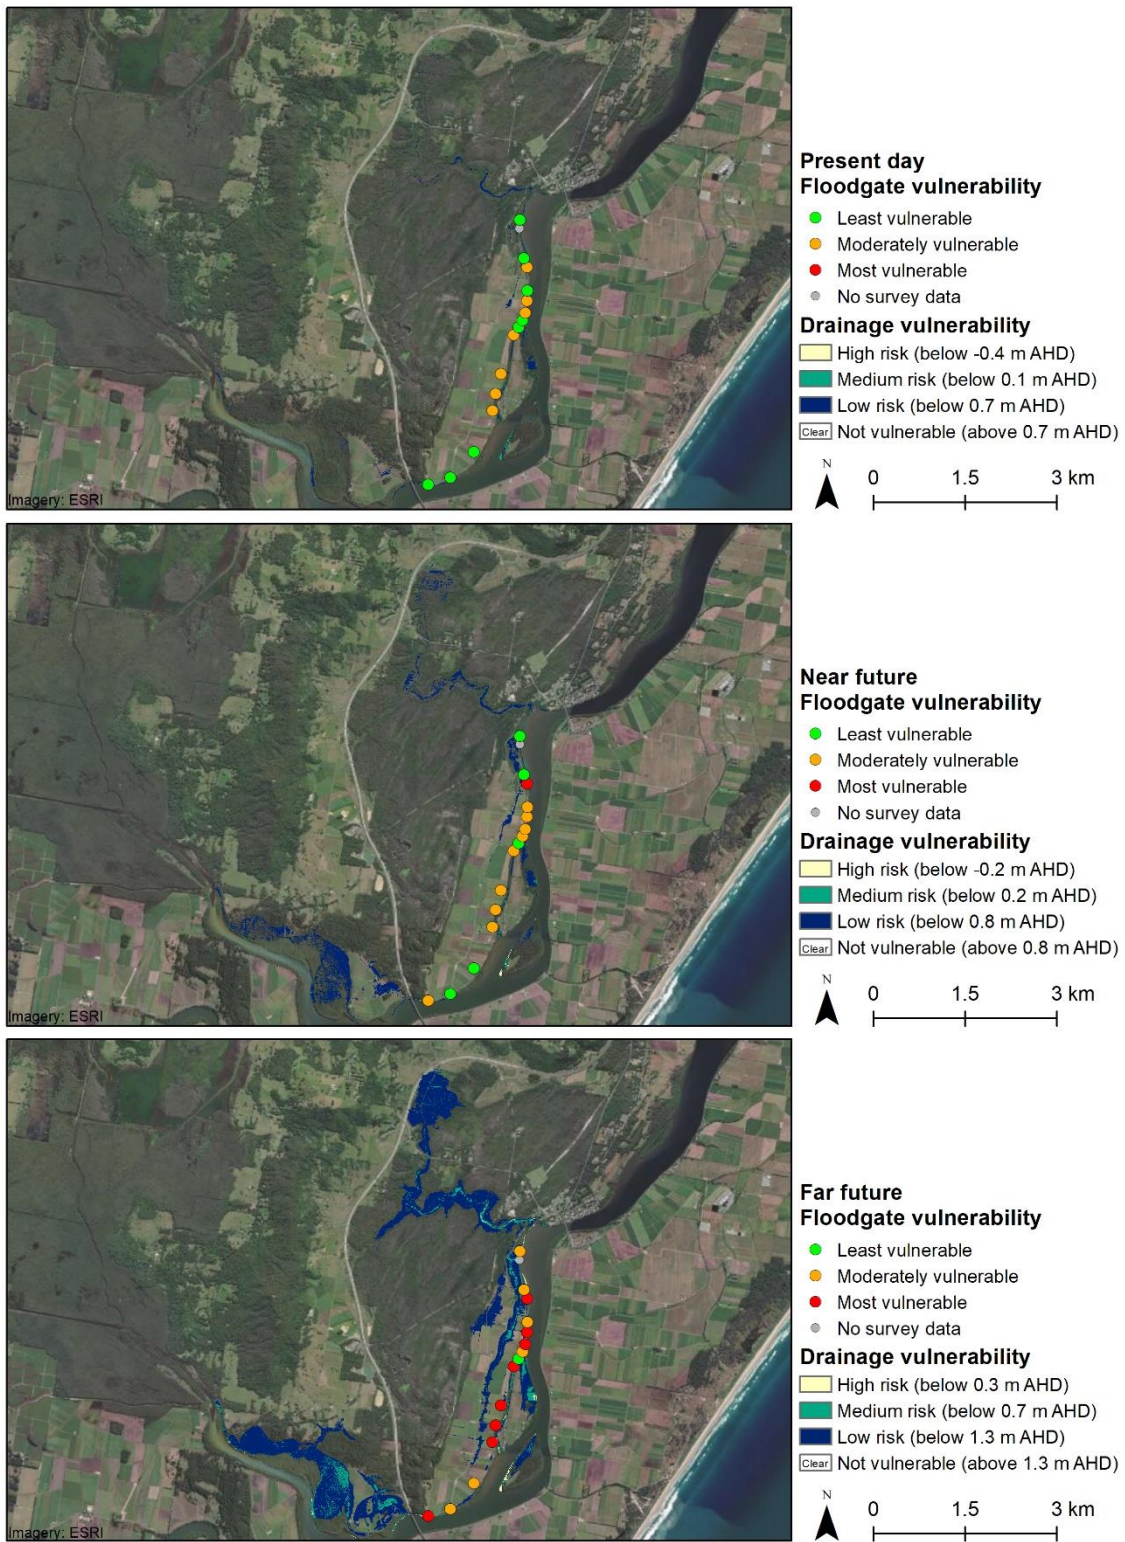 Present day
Floodgate vulnerability
Least vulnerable
Moderately vulnerable
Most vulnerable
No survey data
Drainage vulnerability
High risk (below -0.4 m AHD)
Medium risk (below 0.1 m AHD)
Low risk (below 0.7 m AHD)
Clear Not vulnerable (above 0.7 m AHD)
N
0 1.5 3 km
Imagery: ESRI
Near future
Floodgate vulnerability
Least vulnerable
Moderately vulnerable
Most vulnerable
No survey data
Drainage vulnerability
High risk (below -0.2 m AHD)
Medium risk (below 0.2 m AHD)
Low risk (below 0.8 m AHD)
Clear Not vulnerable (above 0.8 m AHD)
N
0 1.5 3 km
Imagery: ESRI
Far future
Floodgate vulnerability
Least vulnerable
Moderately vulnerable
Most vulnerable
No survey data
Drainage vulnerability
High risk (below 0.3 m AHD)
Medium risk (below 0.7 m AHD)
Low risk (below 1.3 m AHD)
Clear Not vulnerable (above 1.3 m AHD)
N
0 1.5 3 km
Imagery: ESRI